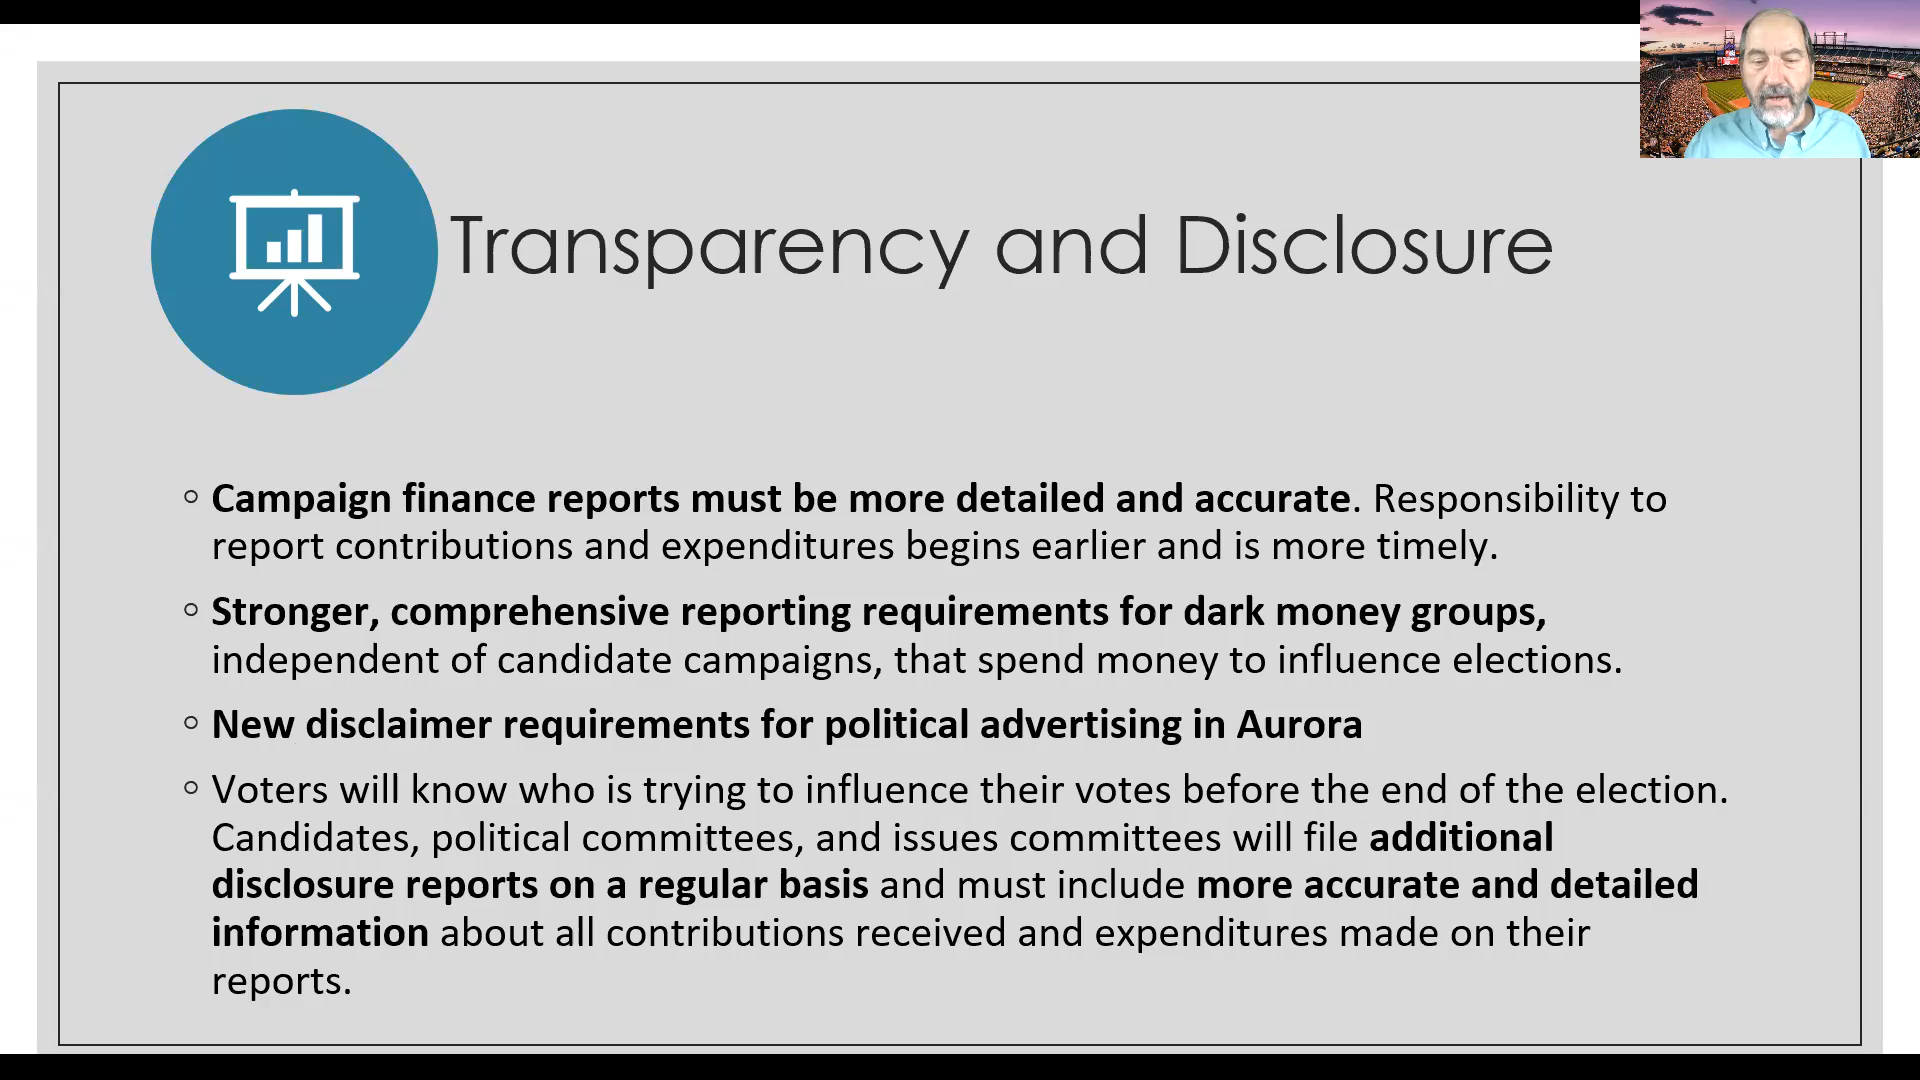 Transparency and Disclosure
Campaign finance reports must be more detailed and accurate. Responsibility to
report contributions and expenditures begins earlier and is more timely.
Stronger, comprehensive reporting requirements for dark money groups,
independent of candidate campaigns, that spend money to influence elections.
New disclaimer requirements for political advertising in Aurora
Voters will know who is trying to influence their votes before the end of the election.
Candidates, political committees, and issues committees will file additional
disclosure reports on a regular basis and must include more accurate and detailed
information about all contributions received and expenditures made on their
reports.